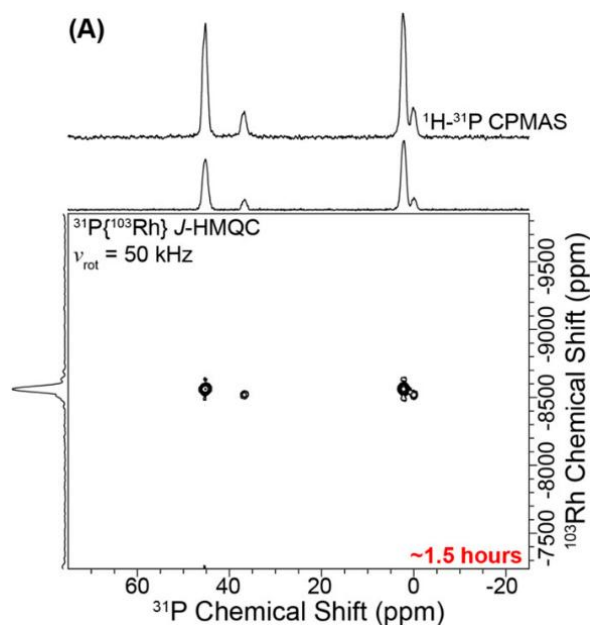 (A)
¹H-³¹P CPMAS
³¹P{¹⁰³Rh} J-HMQC
νrot = 50 kHz
-9500
-9000
-8500
-8000
-7500
¹⁰³Rh Chemical Shift (ppm)
~1.5 hours
60 40 20 0 -20
³¹P Chemical Shift (ppm)